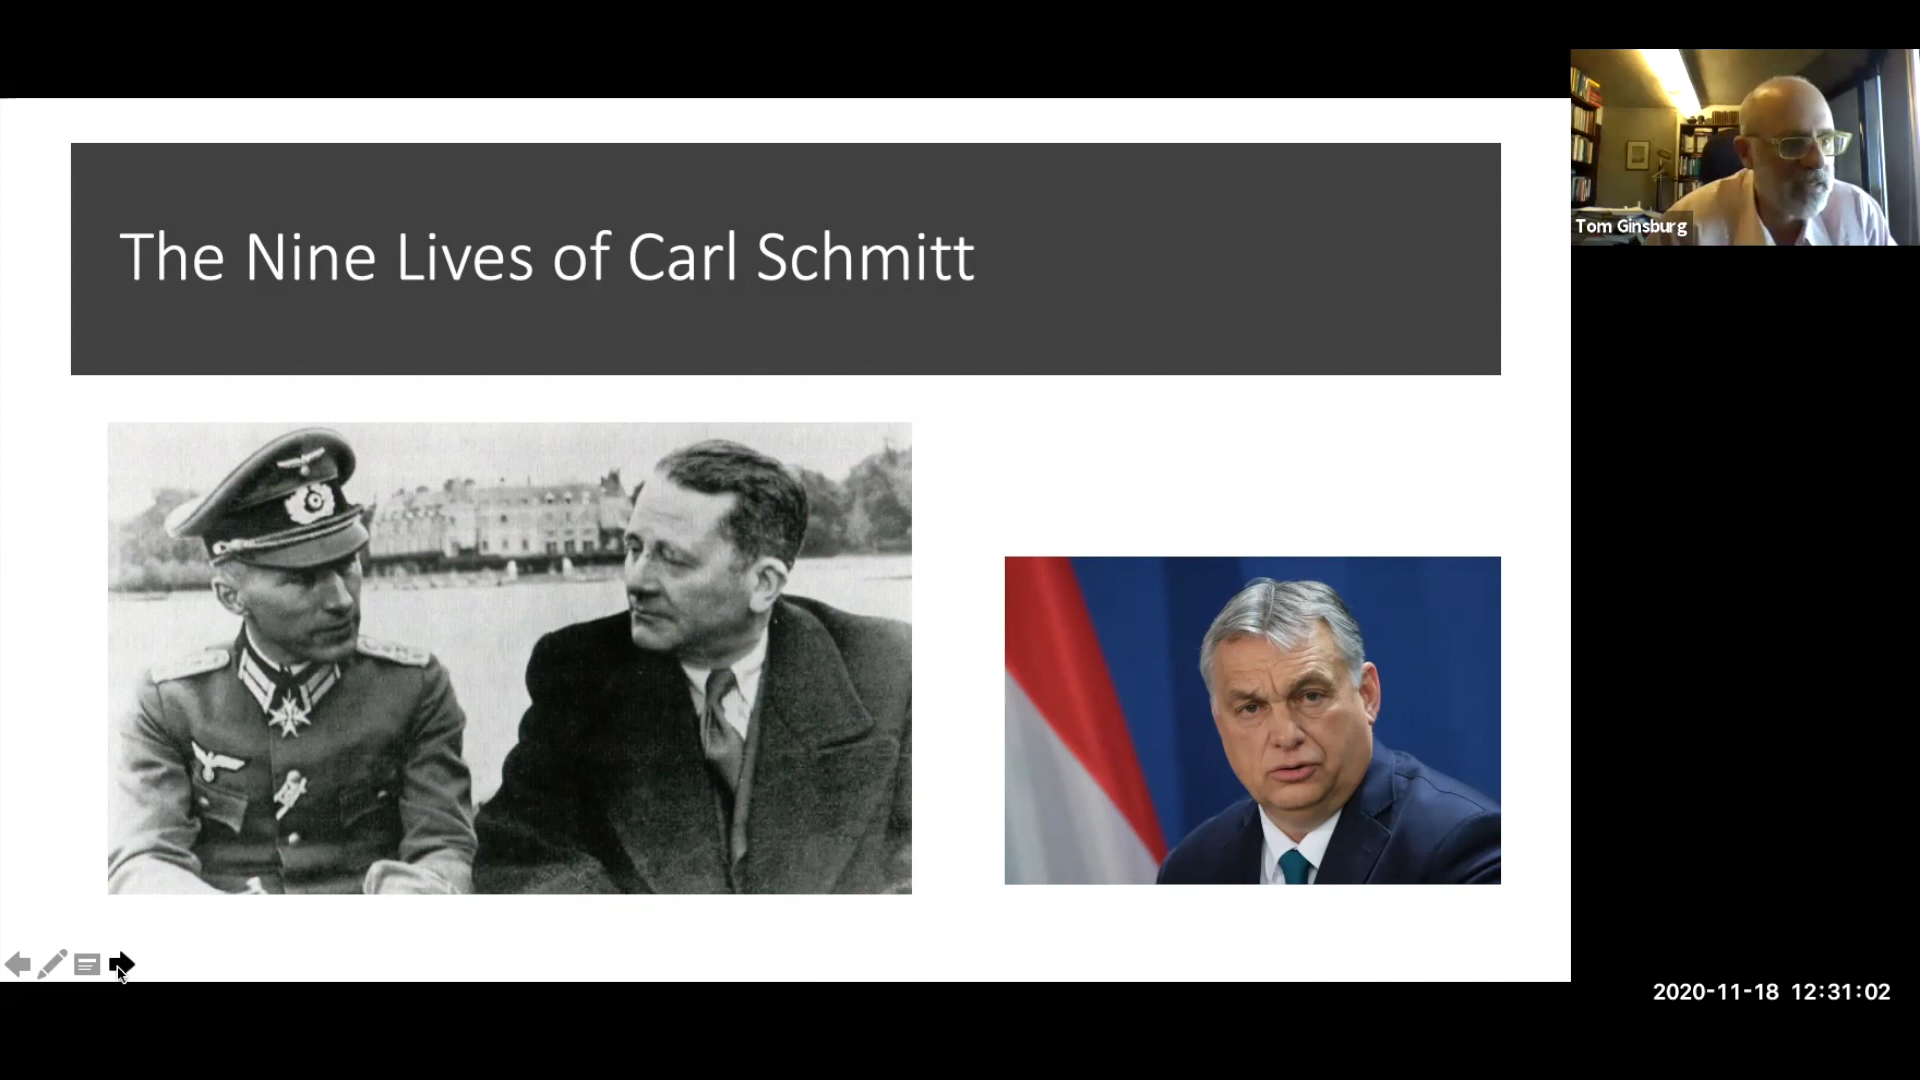 The Nine Lives of Carl Schmitt
Tom Ginsburg
2020-11-18 12:31:02